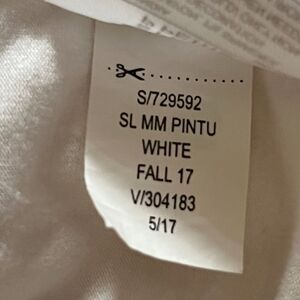 S/729592
SL MM PINTU
WHITE
FALL 17
V/304183
5/17